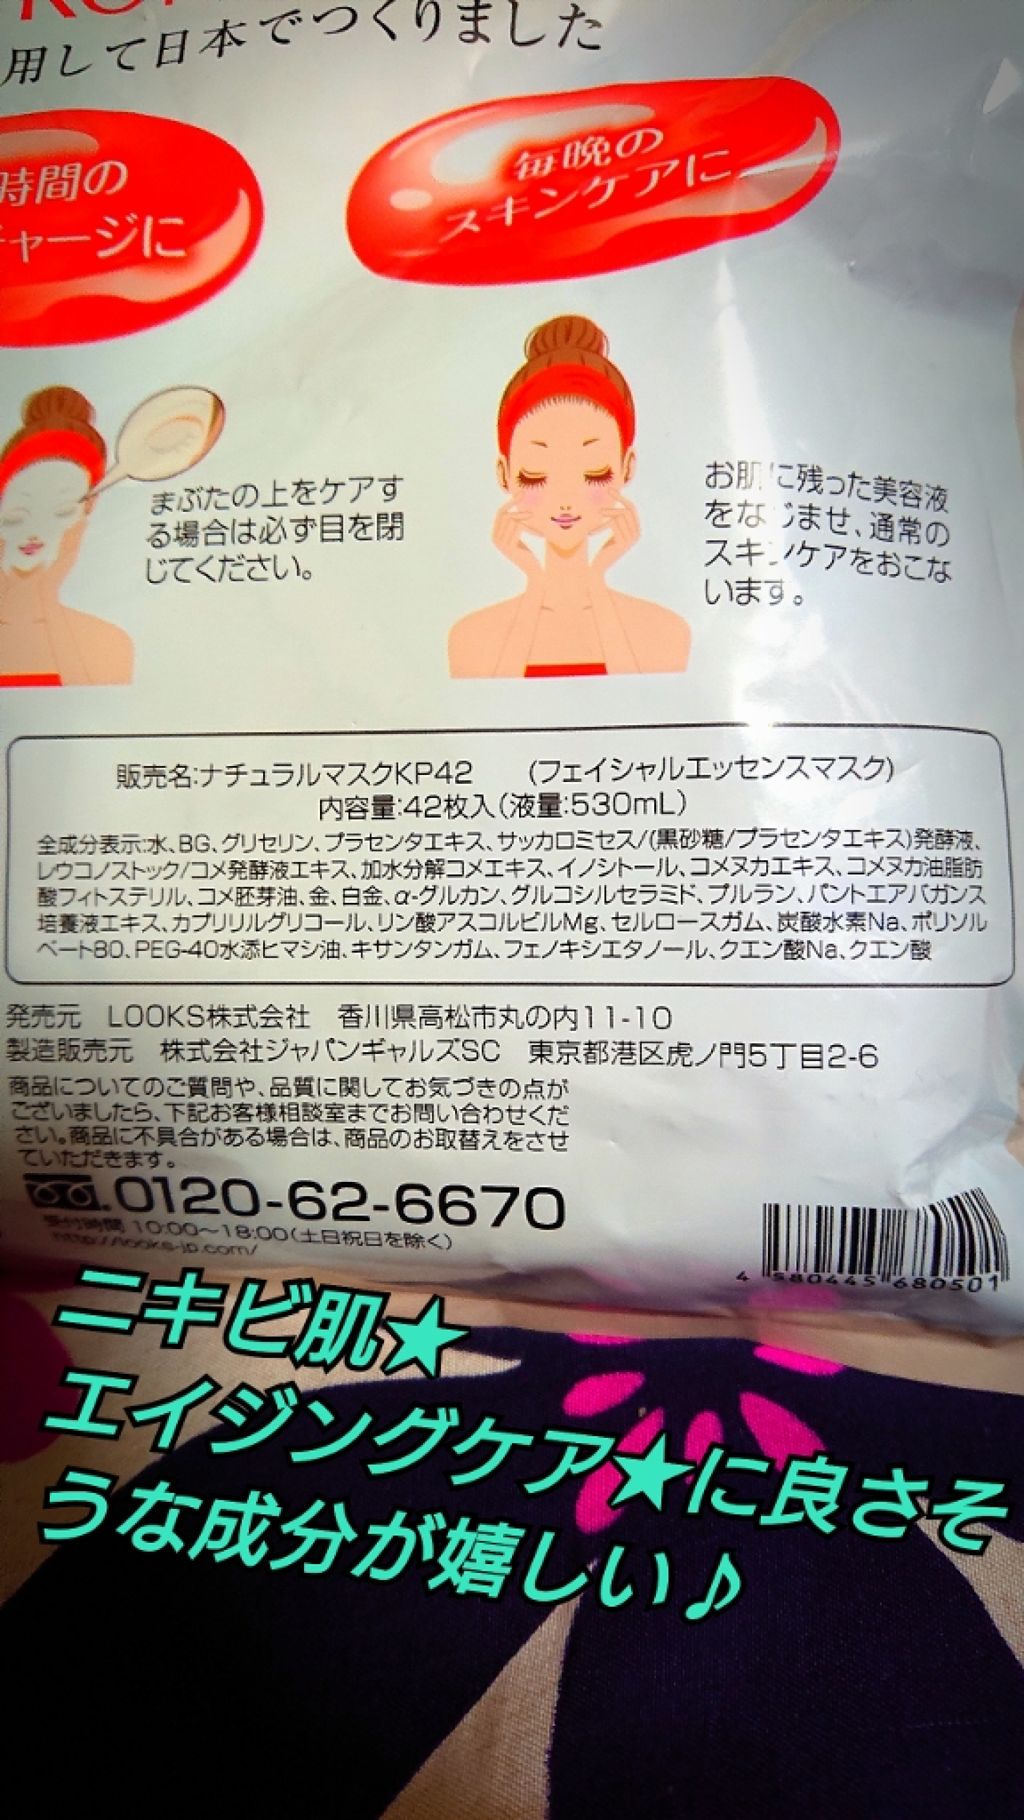 用して日本でつくりました
時間の
チャージに
毎晩の
スキンケアに
まぶたの上をケアす
る場合は必ず目を閉
じてください。
お肌に残った美容液
をなじませ、通常の
スキンケアをおこな
います。
販売名:ナチュラルマスクKP42 (フェイシャルエッセンスマスク)
内容量:42枚入(液量:530mL)
全成分表示:水、BG、グリセリン、プラセンタエキス、サッカロミセス/(黒砂糖/プラセンタエキス)発酵液、
レウコノストック/コメ発酵液エキス、加水分解コメエキス、イノシトール、コメヌカエキス、コメヌカ油脂肪
酸フィトステリル、コメ胚芽油、金、白金、α-グルカン、グルコシルセラミド、プルラン、パントエアバガンス
培養液エキス、カプリリルグリコール、リン酸アスコルビルMg、セルロースガム、炭酸水素Na、ポリソル
ベート80、PEG-40水添ヒマシ油、キサンタンガム、フェノキシエタノール、クエン酸Na、クエン酸
発売元 LOOKS株式会社 香川県高松市丸の内11-10
製造販売元 株式会社ジャパンギャルズSC 東京都港区虎ノ門5丁目2-6
商品についてのご質問や、品質に関してお気づきの点が
ございましたら、下記お客様相談室までお問い合わせくだ
さい。商品に不具合がある場合は、商品のお取替えをさせ
ていただきます。
0120-62-6670
受付時間 10:00〜18:00(土日祝日を除く)
http://looks-jp.com/
4 580445 680501
ニキビ肌★
エイジングケア★に良さそ
うな成分が嬉しい♪